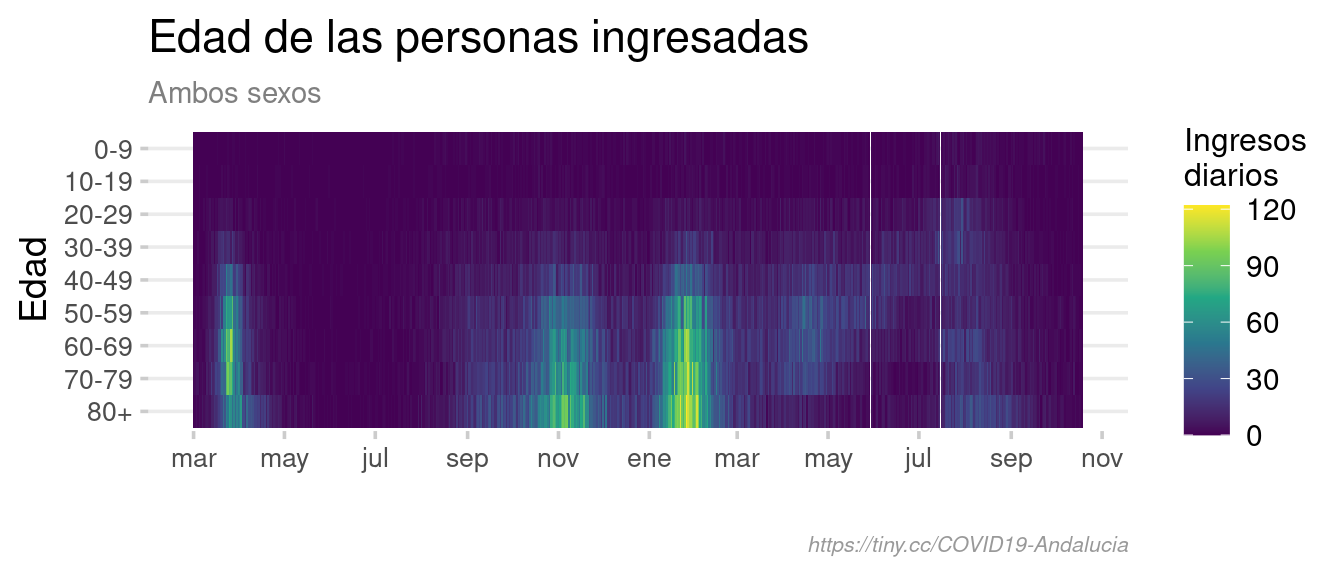 Edad de las personas ingresadas
Ambos sexos
Edad
0-9
10-19
20-29
30-39
40-49
50-59
60-69
70-79
80+
mar may jul sep nov ene mar may jul sep nov
Ingresos
diarios
120
90
60
30
0
https://tiny.cc/COVID19-Andalucia